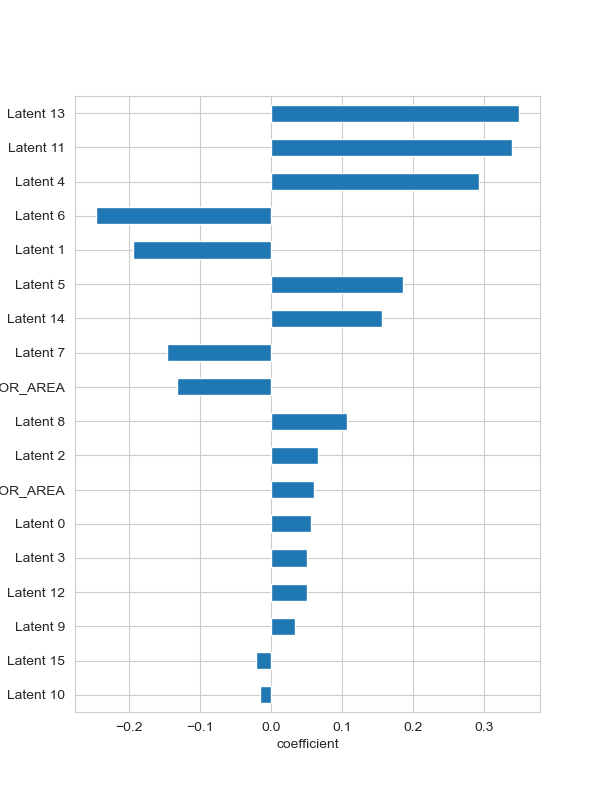 Latent 13
Latent 11
Latent 4
Latent 6
Latent 1
Latent 5
Latent 14
Latent 7
OR_AREA
Latent 8
Latent 2
OR_AREA
Latent 0
Latent 3
Latent 12
Latent 9
Latent 15
Latent 10
−0.2 −0.1 0.0 0.1 0.2 0.3
coefficient